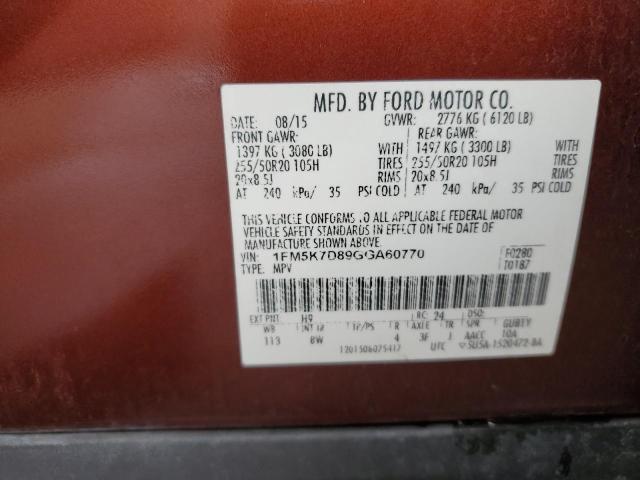 MFD. BY FORD MOTOR CO.
DATE: 08/15 GVWR: 2776 KG ( 6120 LB)
FRONT GAWR: REAR GAWR:
1397 KG ( 3080 LB) WITH 1497 KG ( 3300 LB) WITH
255/50R20 105H TIRES 255/50R20 105H TIRES
20x8.5J RIMS 20x8.5J RIMS
AT 240 kPa/ 35 PSI COLD AT 240 kPa/ 35 PSI COLD
THIS VEHICLE CONFORMS TO ALL APPLICABLE FEDERAL MOTOR
VEHICLE SAFETY STANDARDS IN EFFECT ON THE DATE OF
MANUFACTURE SHOWN ABOVE.
VIN: 1FM5K7D89GGA60770 F0280
TYPE: MPV T0187
EXT PNT: H9 RC: 24 DSO:
WB INT TR TP/PS R AXLE TR SPR
113 BW 4 3F J AACC 10A
1201506075417 UTC